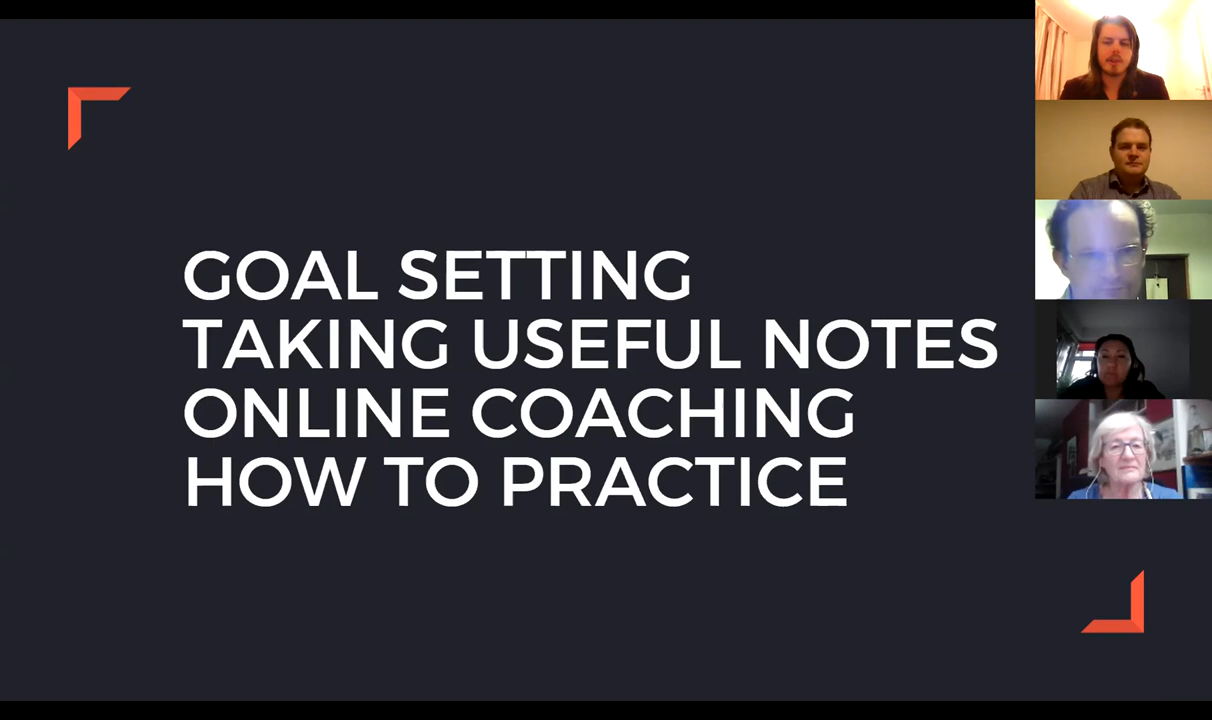 GOAL SETTING
TAKING USEFUL NOTES
ONLINE COACHING
HOW TO PRACTICE